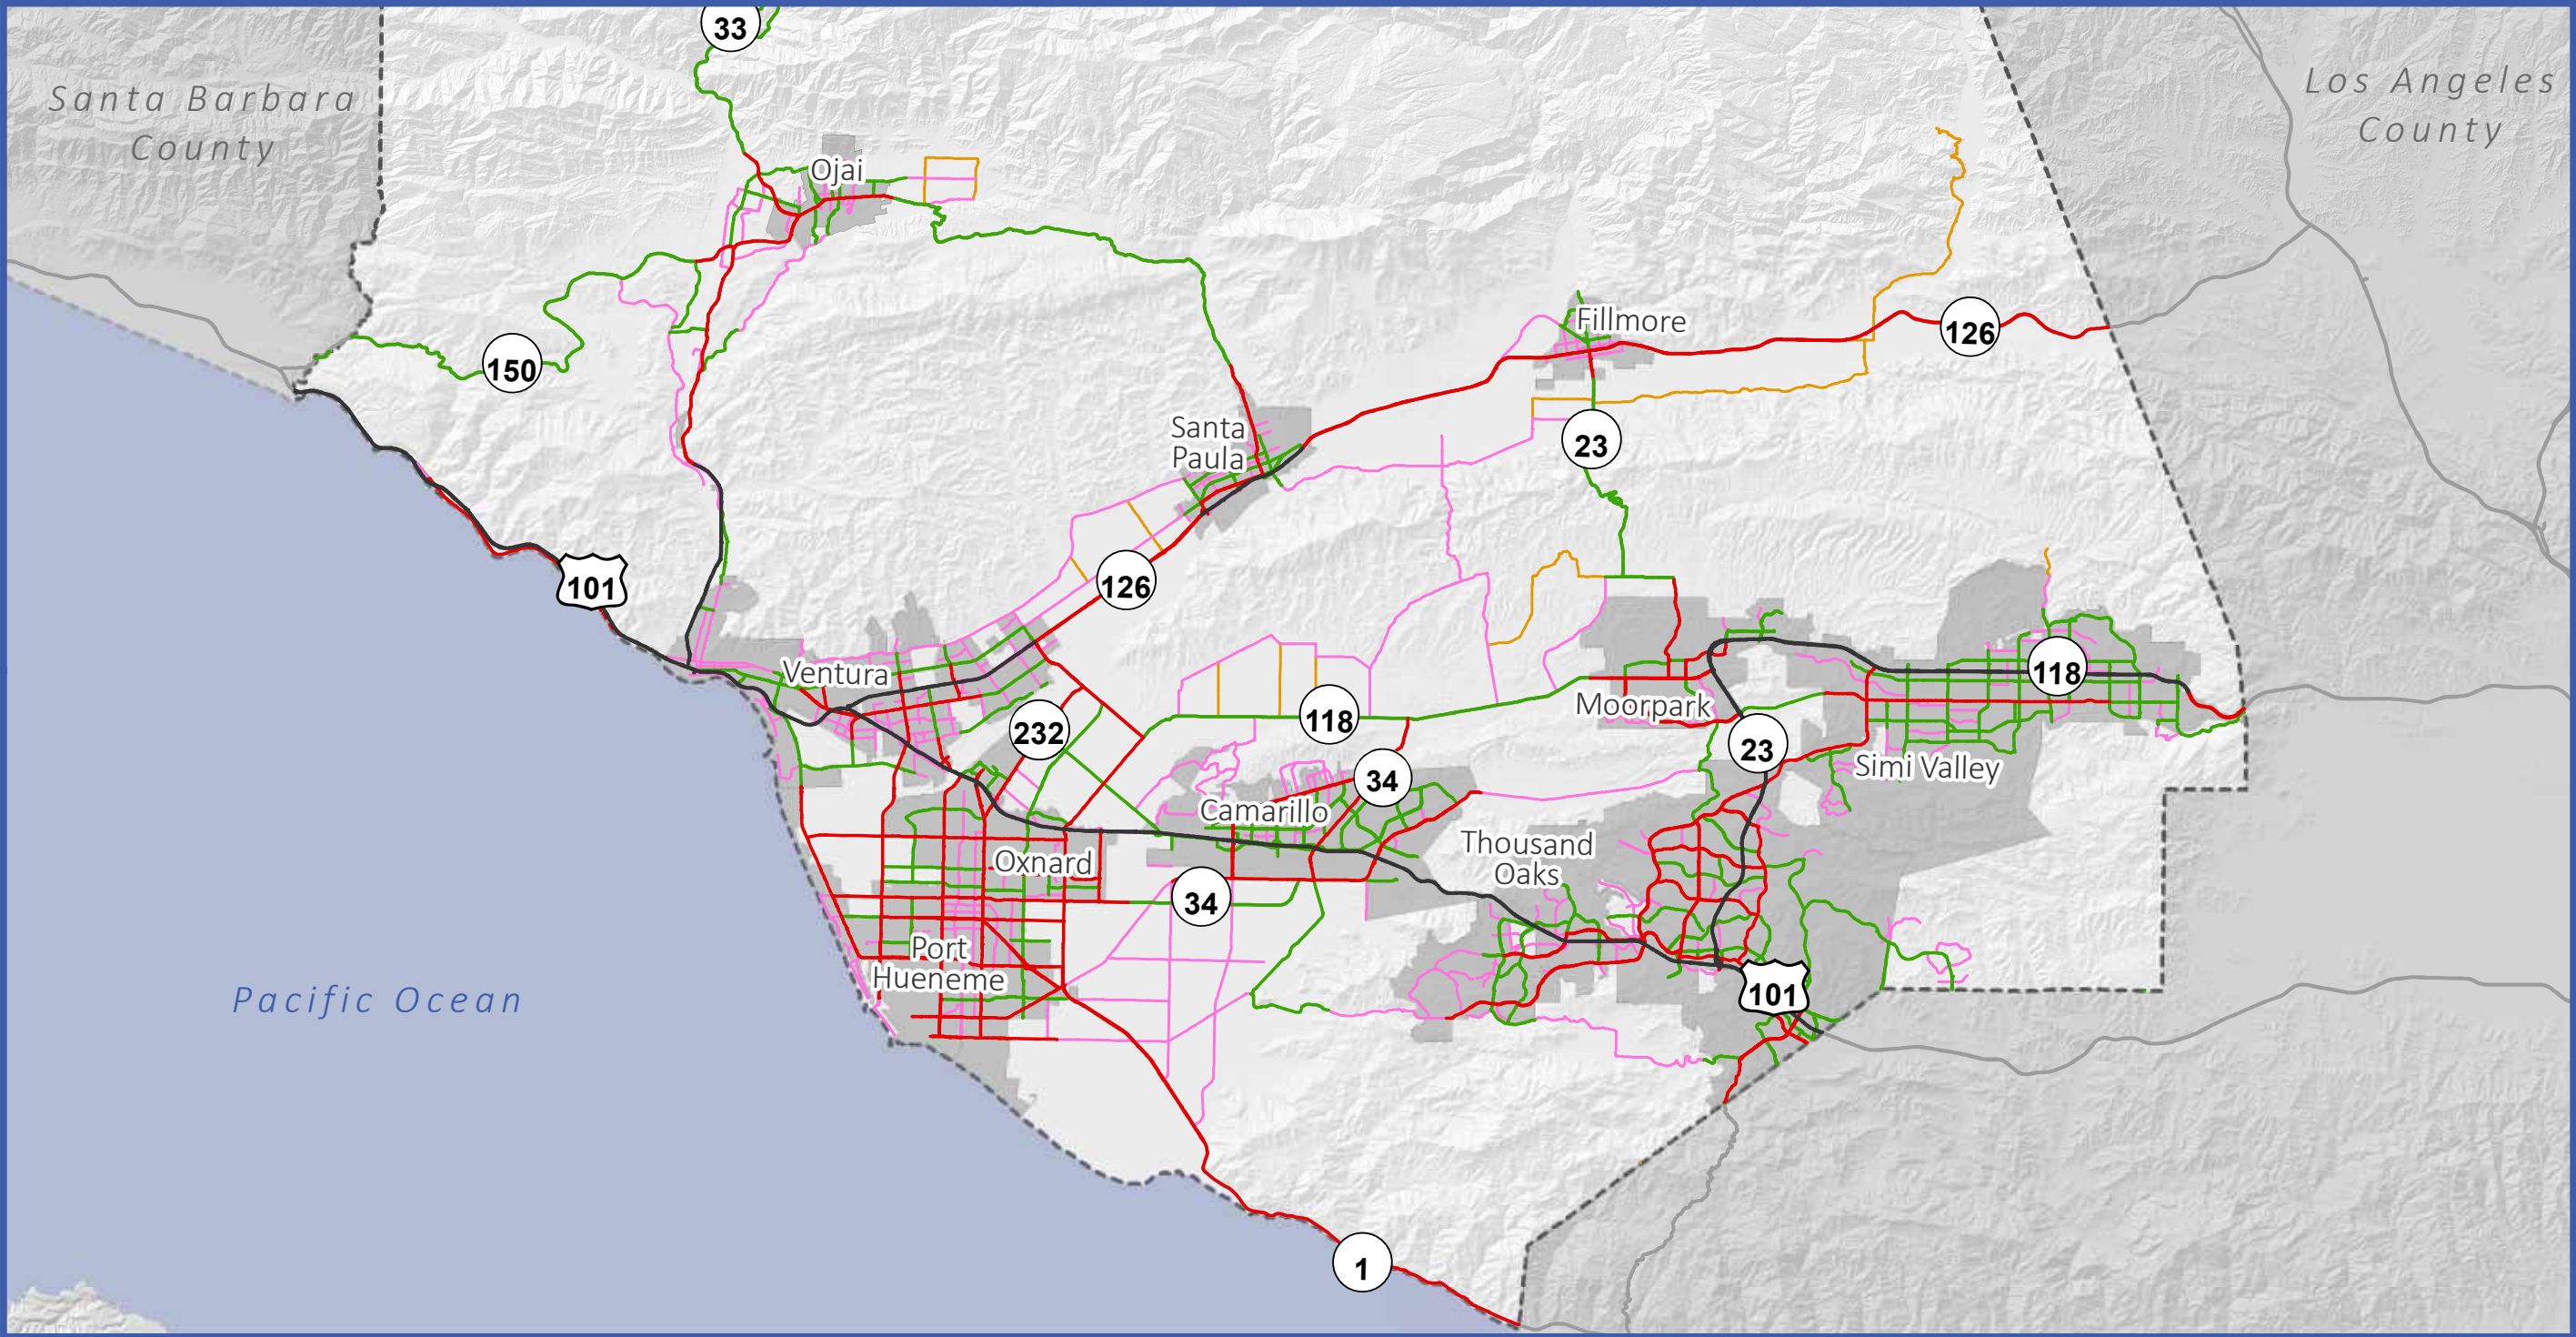 33
Santa Barbara
County
Los Angeles
County
Ojai
Fillmore
126
150
Santa
Paula
23
101
126
Ventura
118
Moorpark
118
232
23
34
Simi Valley
Camarillo
Oxnard
Thousand
Oaks
34
Port
Hueneme
101
Pacific Ocean
1